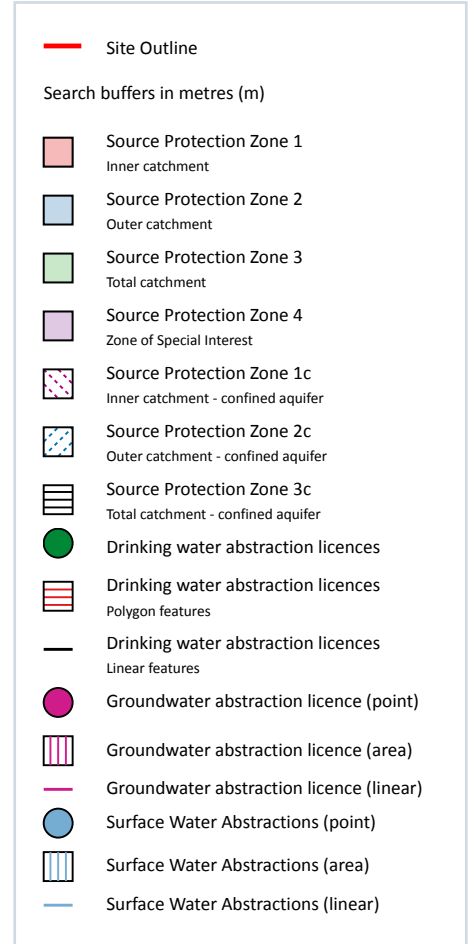 Site Outline
Search buffers in metres (m)
Source Protection Zone 1
Inner catchment
Source Protection Zone 2
Outer catchment
Source Protection Zone 3
Total catchment
Source Protection Zone 4
Zone of Special Interest
Source Protection Zone 1c
Inner catchment - confined aquifer
Source Protection Zone 2c
Outer catchment - confined aquifer
Source Protection Zone 3c
Total catchment - confined aquifer
Drinking water abstraction licences
Drinking water abstraction licences
Polygon features
Drinking water abstraction licences
Linear features
Groundwater abstraction licence (point)
Groundwater abstraction licence (area)
Groundwater abstraction licence (linear)
Surface Water Abstractions (point)
Surface Water Abstractions (area)
Surface Water Abstractions (linear)